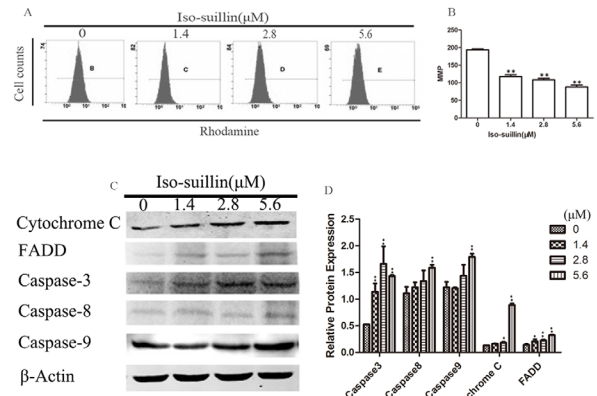 A
Iso-suillin(μM)
0 1.4 2.8 5.6
Cell counts
B C D E
Rhodamine
B
250
200
150
100
50
0
MMP
** ** **
0 1.4 2.8 5.6
Iso-suillin(μM)
C
Iso-suillin(μM)
0 1.4 2.8 5.6
Cytochrome C
FADD
Caspase-3
Caspase-8
Caspase-9
β-Actin
D
(μM)
0
1.4
2.8
5.6
Relative Protein Expression
2.5
2.0
1.5
1.0
0.5
0.0
Caspase3
Caspase8
Caspase9
chrome C
FADD